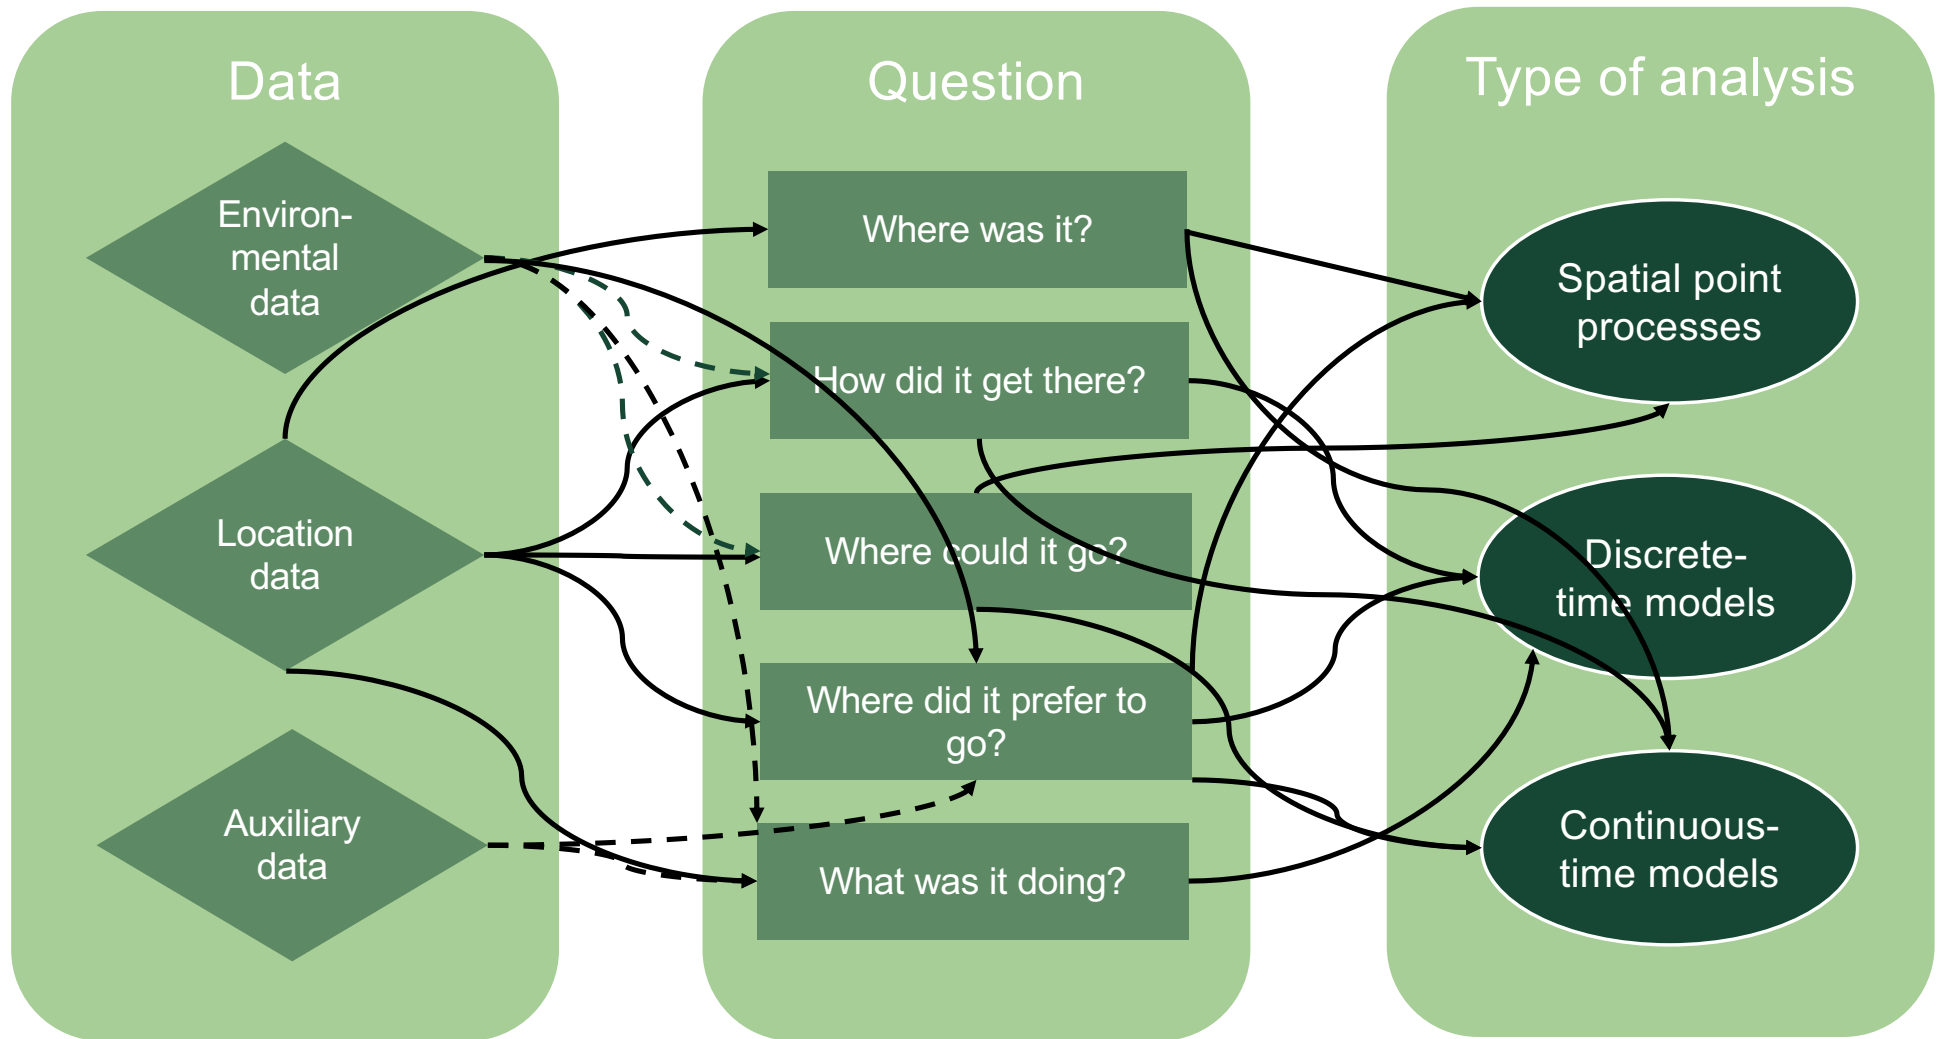 Data
Environ-
mental
data
Location
data
Auxiliary
data
Question
Where was it?
How did it get there?
Where could it go?
Where did it prefer to
go?
What was it doing?
Type of analysis
Spatial point
processes
Discrete-
time models
Continuous-
time models